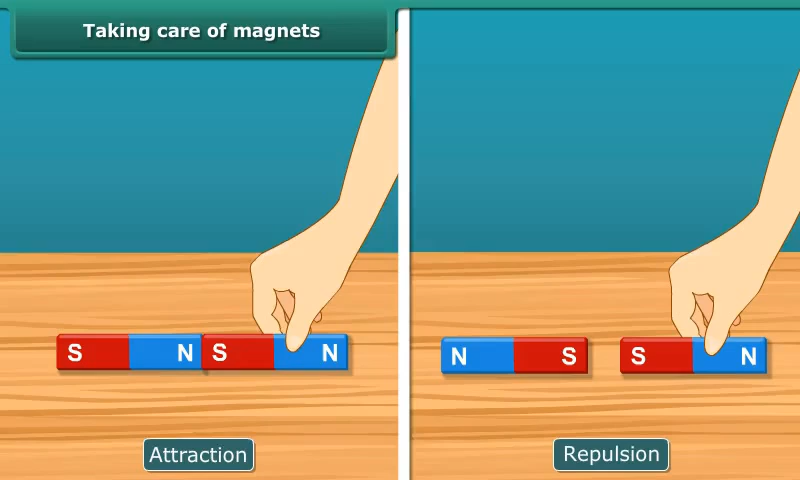 Taking care of magnets
S N S N
N S S N
Attraction
Repulsion